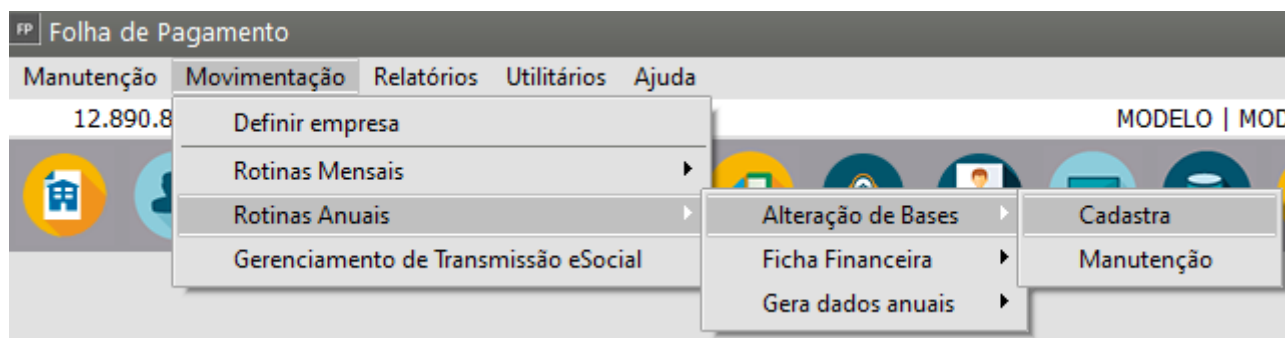 FP Folha de Pagamento
Manutenção Movimentação Relatórios Utilitários Ajuda
12.890.8 MODELO | MOD
Definir empresa
Rotinas Mensais
Rotinas Anuais
Gerenciamento de Transmissão eSocial
Alteração de Bases
Ficha Financeira
Gera dados anuais
Cadastra
Manutenção